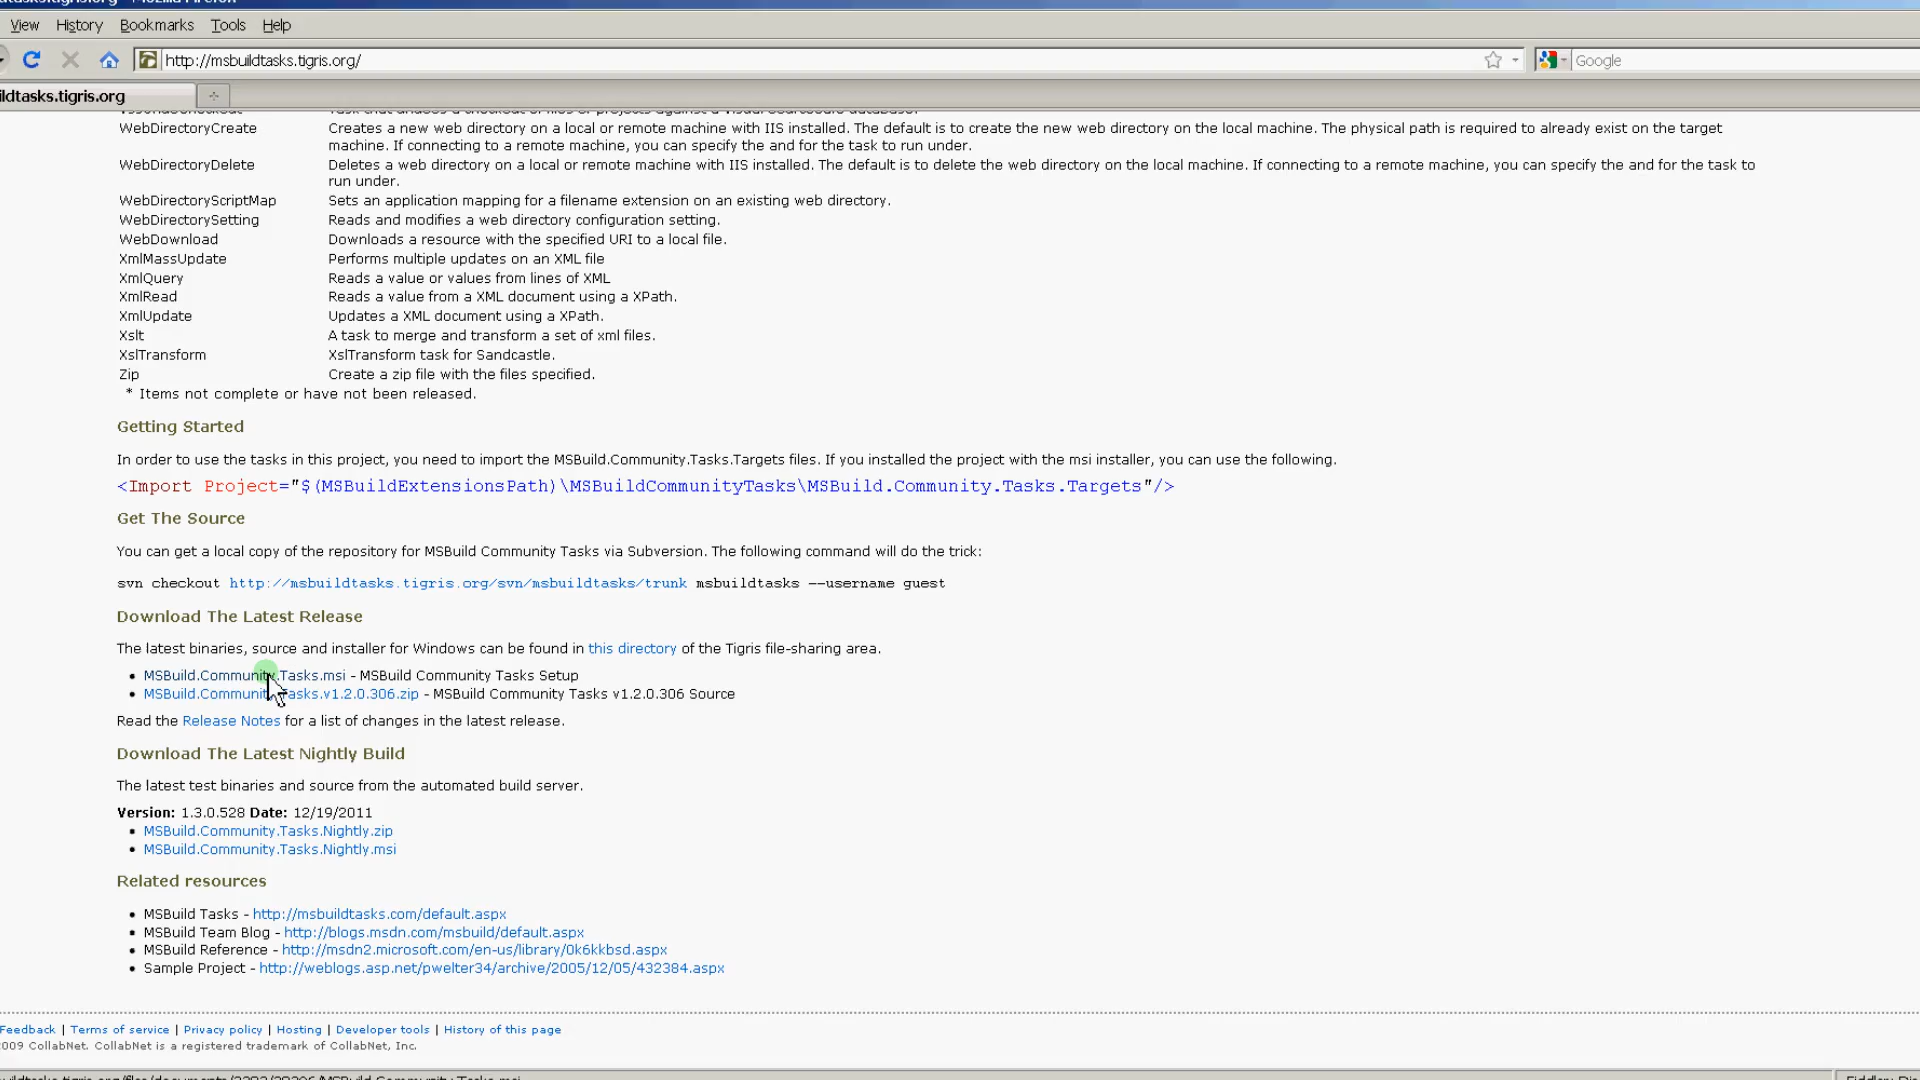 View History Bookmarks Tools Help
http://msbuildtasks.tigris.org/ Google
ildtasks.tigris.org
WebDirectoryCreate Creates a new web directory on a local or remote machine with IIS installed. The default is to create the new web directory on the local machine. The physical path is required to already exist on the target
machine. If connecting to a remote machine, you can specify the and for the task to run under.
WebDirectoryDelete Deletes a web directory on a local or remote machine with IIS installed. The default is to delete the web directory on the local machine. If connecting to a remote machine, you can specify the and for the task to
run under.
WebDirectoryScriptMap Sets an application mapping for a filename extension on an existing web directory.
WebDirectorySetting Reads and modifies a web directory configuration setting.
WebDownload Downloads a resource with the specified URI to a local file.
XmlMassUpdate Performs multiple updates on an XML file
XmlQuery Reads a value or values from lines of XML
XmlRead Reads a value from a XML document using a XPath.
XmlUpdate Updates a XML document using a XPath.
Xslt A task to merge and transform a set of xml files.
XslTransform XslTransform task for Sandcastle.
Zip Create a zip file with the files specified.
* Items not complete or have not been released.
Getting Started
In order to use the tasks in this project, you need to import the MSBuild.Community.Tasks.Targets files. If you installed the project with the msi installer, you can use the following.
<Import Project="$(MSBuildExtensionsPath)\MSBuildCommunityTasks\MSBuild.Community.Tasks.Targets"/>
Get The Source
You can get a local copy of the repository for MSBuild Community Tasks via Subversion. The following command will do the trick:
svn checkout http://msbuildtasks.tigris.org/svn/msbuildtasks/trunk msbuildtasks --username guest
Download The Latest Release
The latest binaries, source and installer for Windows can be found in this directory of the Tigris file-sharing area.
• MSBuild.Community.Tasks.msi - MSBuild Community Tasks Setup
• MSBuild.Community.Tasks.v1.2.0.306.zip - MSBuild Community Tasks v1.2.0.306 Source
Read the Release Notes for a list of changes in the latest release.
Download The Latest Nightly Build
The latest test binaries and source from the automated build server.
Version: 1.3.0.528 Date: 12/19/2011
• MSBuild.Community.Tasks.Nightly.zip
• MSBuild.Community.Tasks.Nightly.msi
Related resources
• MSBuild Tasks - http://msbuildtasks.com/default.aspx
• MSBuild Team Blog - http://blogs.msdn.com/msbuild/default.aspx
• MSBuild Reference - http://msdn2.microsoft.com/en-us/library/0k6kkbsd.aspx
• Sample Project - http://weblogs.asp.net/pwelter34/archive/2005/12/05/432384.aspx
Feedback | Terms of service | Privacy policy | Hosting | Developer tools | History of this page
009 CollabNet. CollabNet is a registered trademark of CollabNet, Inc.